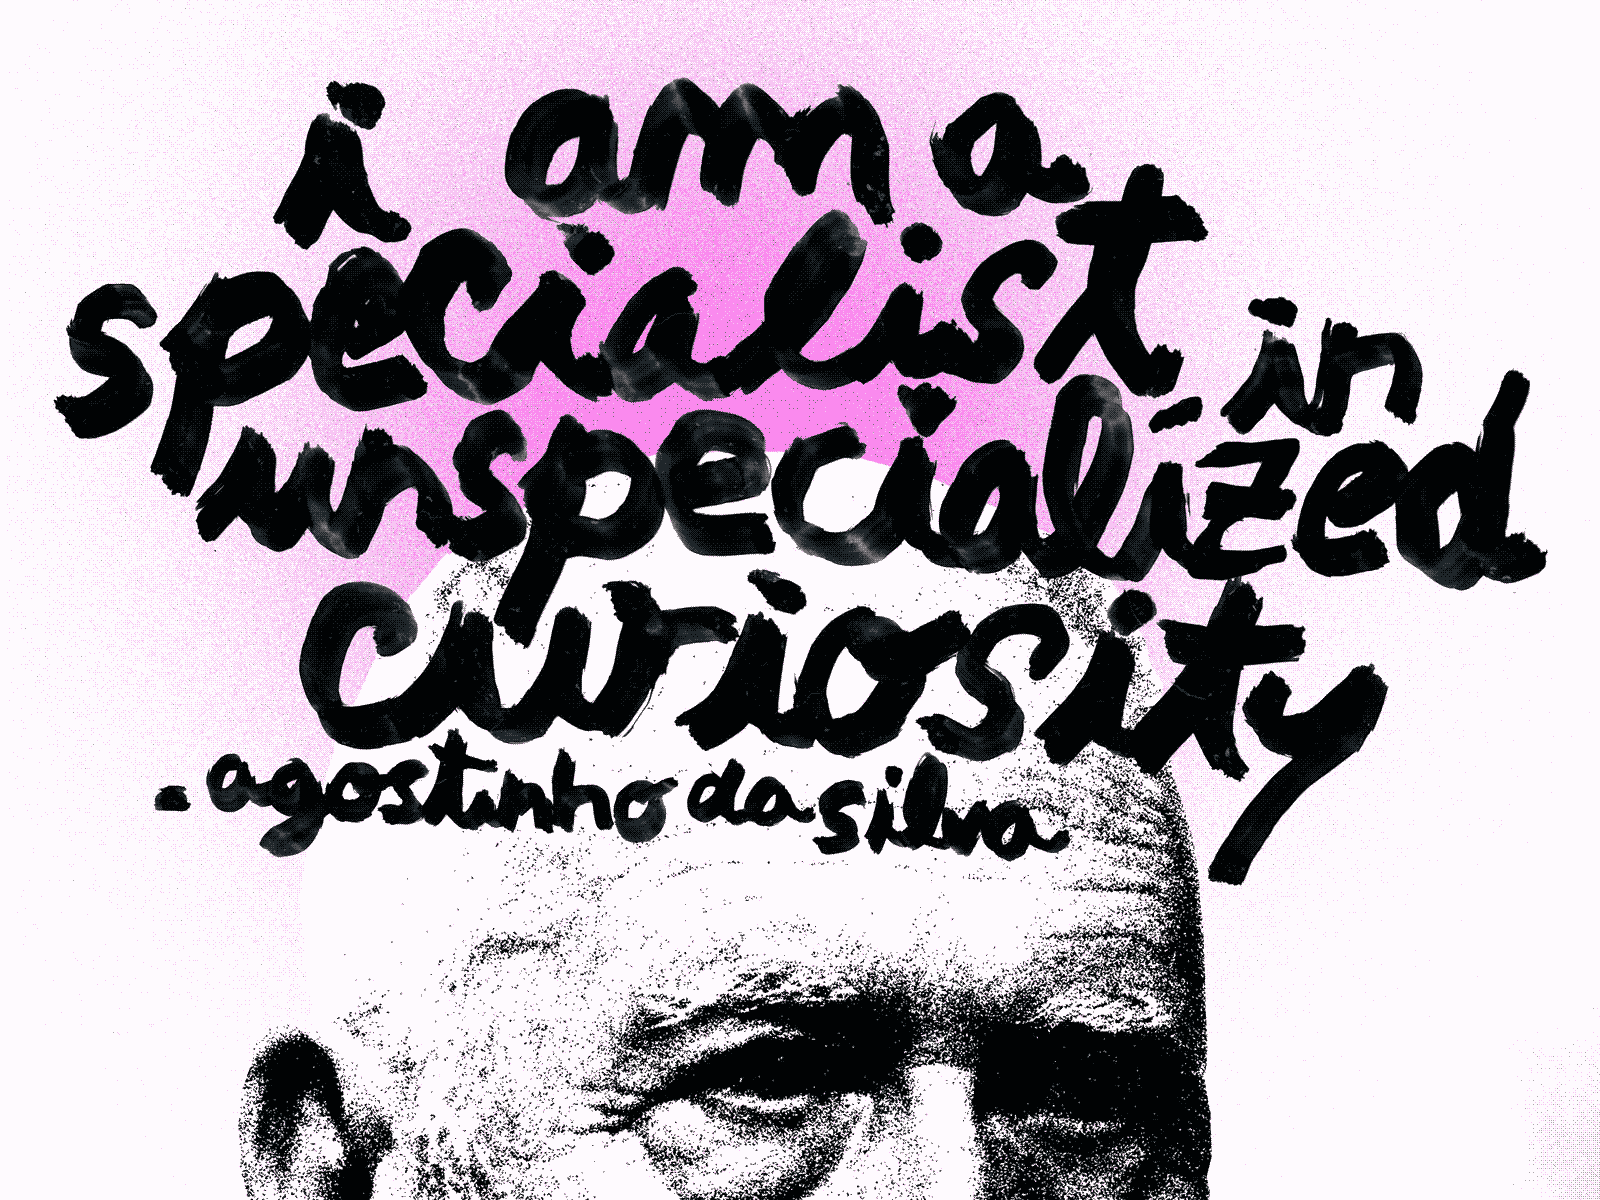 i am a
specialist in
unspecialized
curiosity
- agostinho da silva